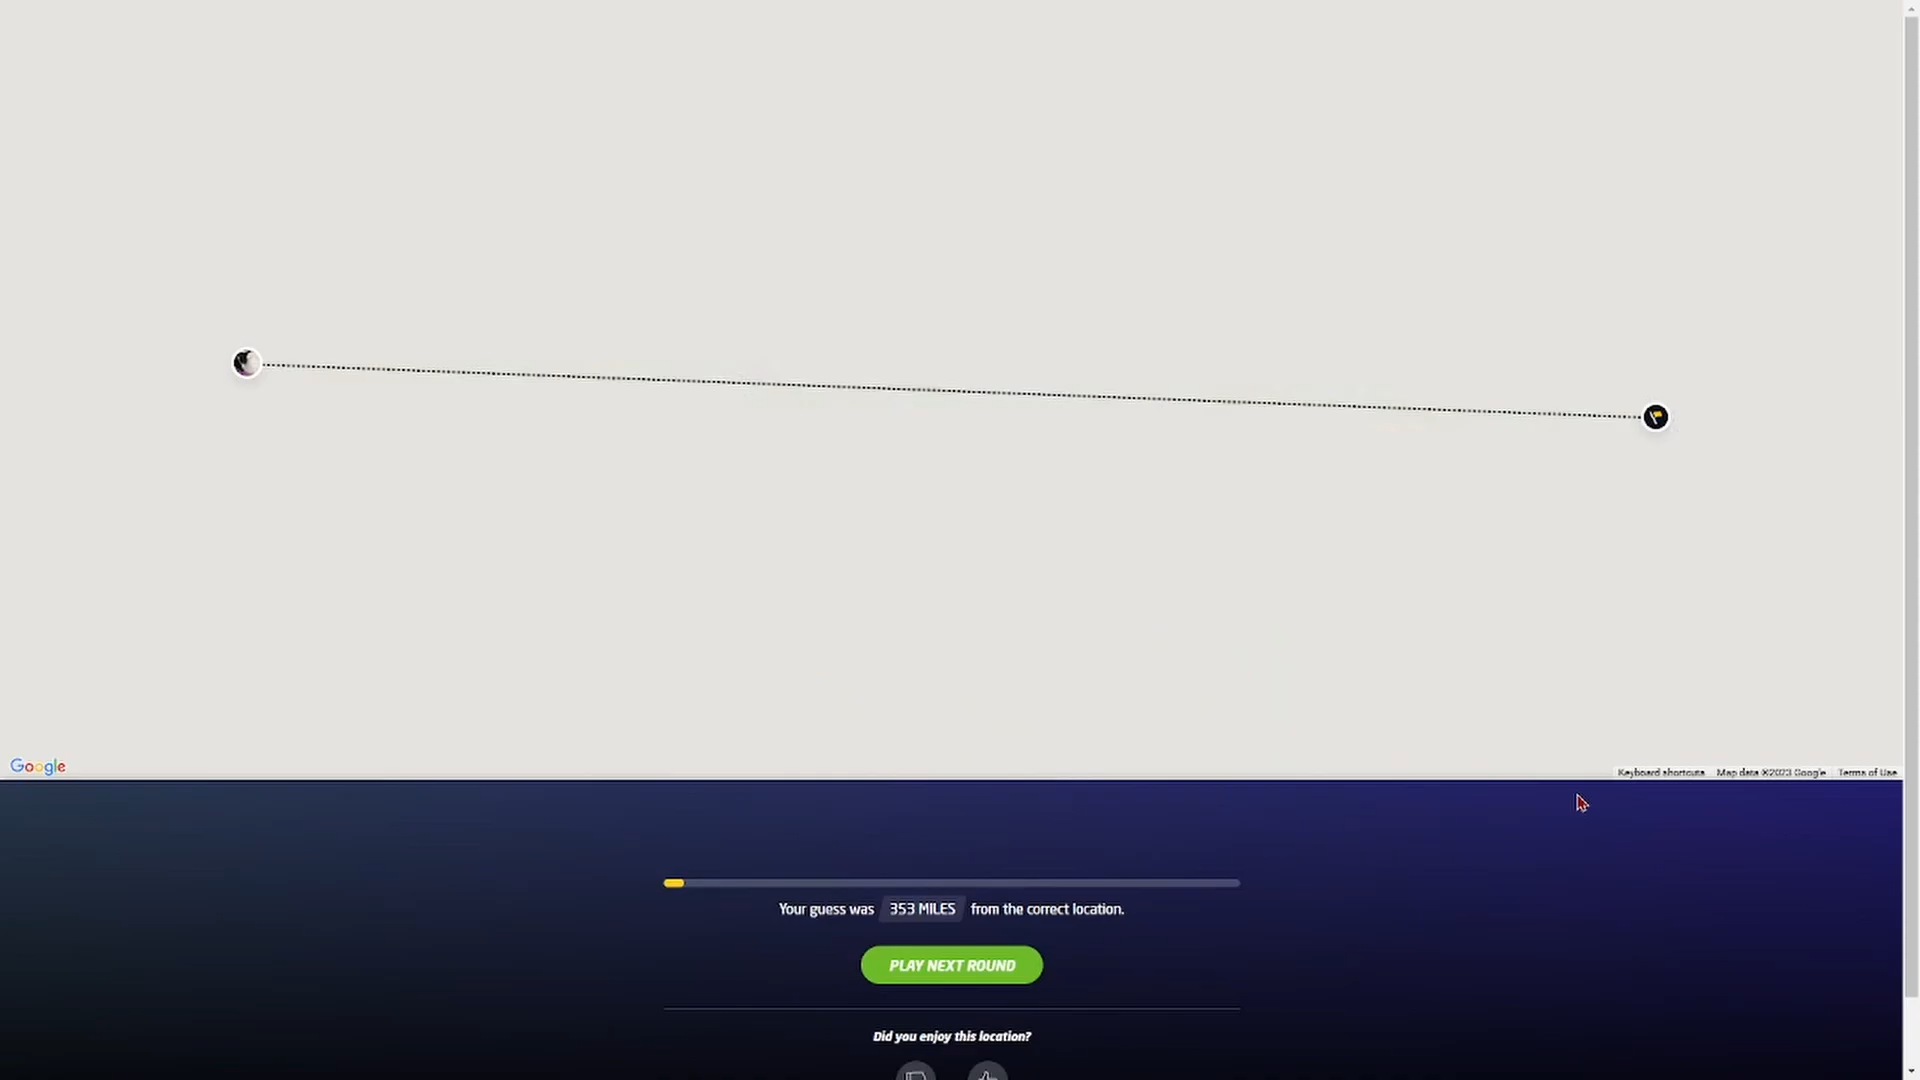 Google
Keyboard shortcuts Map data ©2023 Google Terms of Use
Your guess was 353 MILES from the correct location.
PLAY NEXT ROUND
Did you enjoy this location?